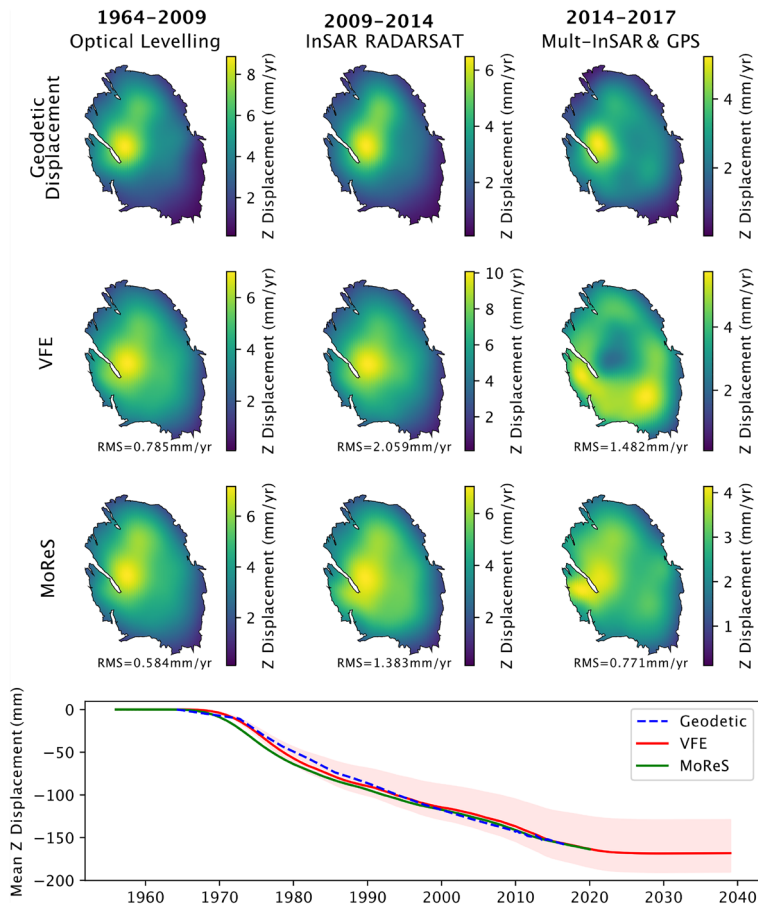 1964–2009
Optical Levelling
2009–2014
InSAR RADARSAT
2014–2017
Mult-InSAR & GPS
Geodetic
Displacement
8
6
4
2
Z Displacement (mm/yr)
6
4
2
Z Displacement (mm/yr)
4
2
Z Displacement (mm/yr)
VFE
RMS=0.785mm/yr
6
4
2
Z Displacement (mm/yr)
RMS=2.059mm/yr
10
8
6
4
2
Z Displacement (mm/yr)
RMS=1.482mm/yr
4
2
Z Displacement (mm/yr)
MoReS
RMS=0.584mm/yr
6
4
2
Z Displacement (mm/yr)
RMS=1.383mm/yr
6
4
2
Z Displacement (mm/yr)
RMS=0.771mm/yr
4
3
2
1
Z Displacement (mm/yr)
Mean Z Displacement (mm)
0
−50
−100
−150
−200
Geodetic
VFE
MoReS
1960 1970 1980 1990 2000 2010 2020 2030 2040